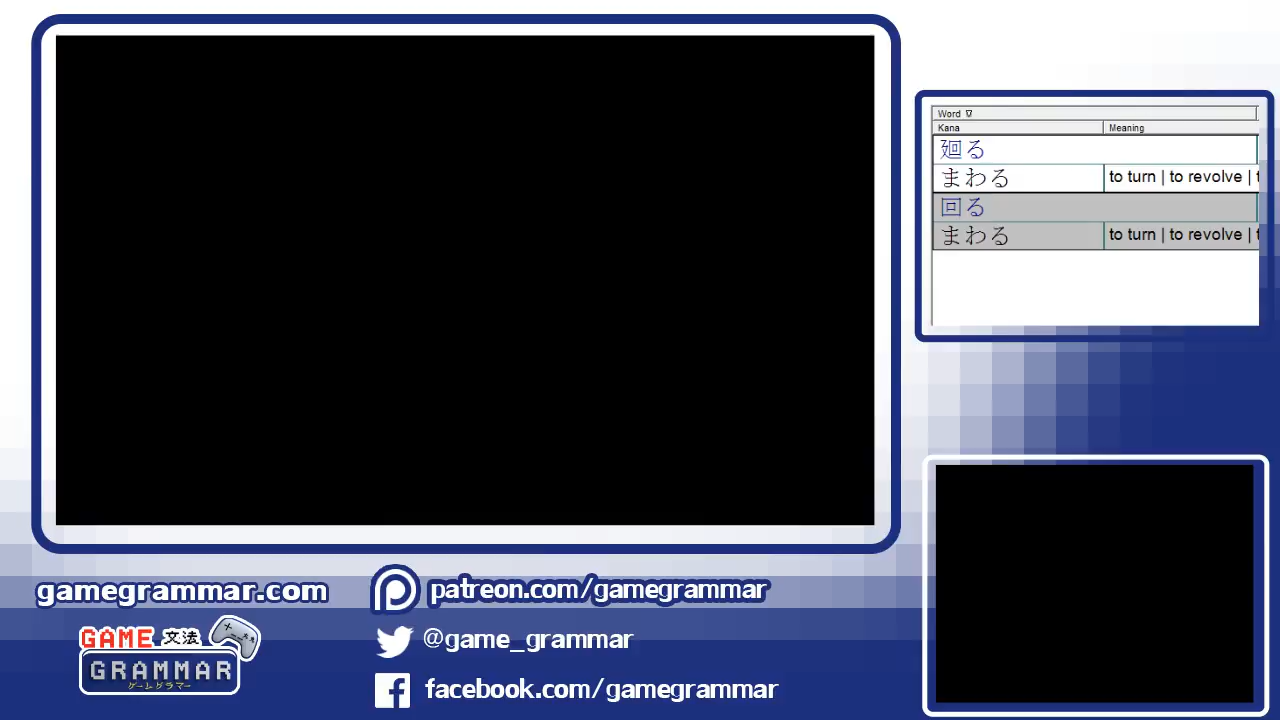 Word ∇
Kana Meaning
廻る
まわる to turn | to revolve | t
回る
まわる to turn | to revolve | t
gamegrammar.com
GAME 文法
GRAMMAR
ゲームグラマー
patreon.com/gamegrammar
@game_grammar
facebook.com/gamegrammar